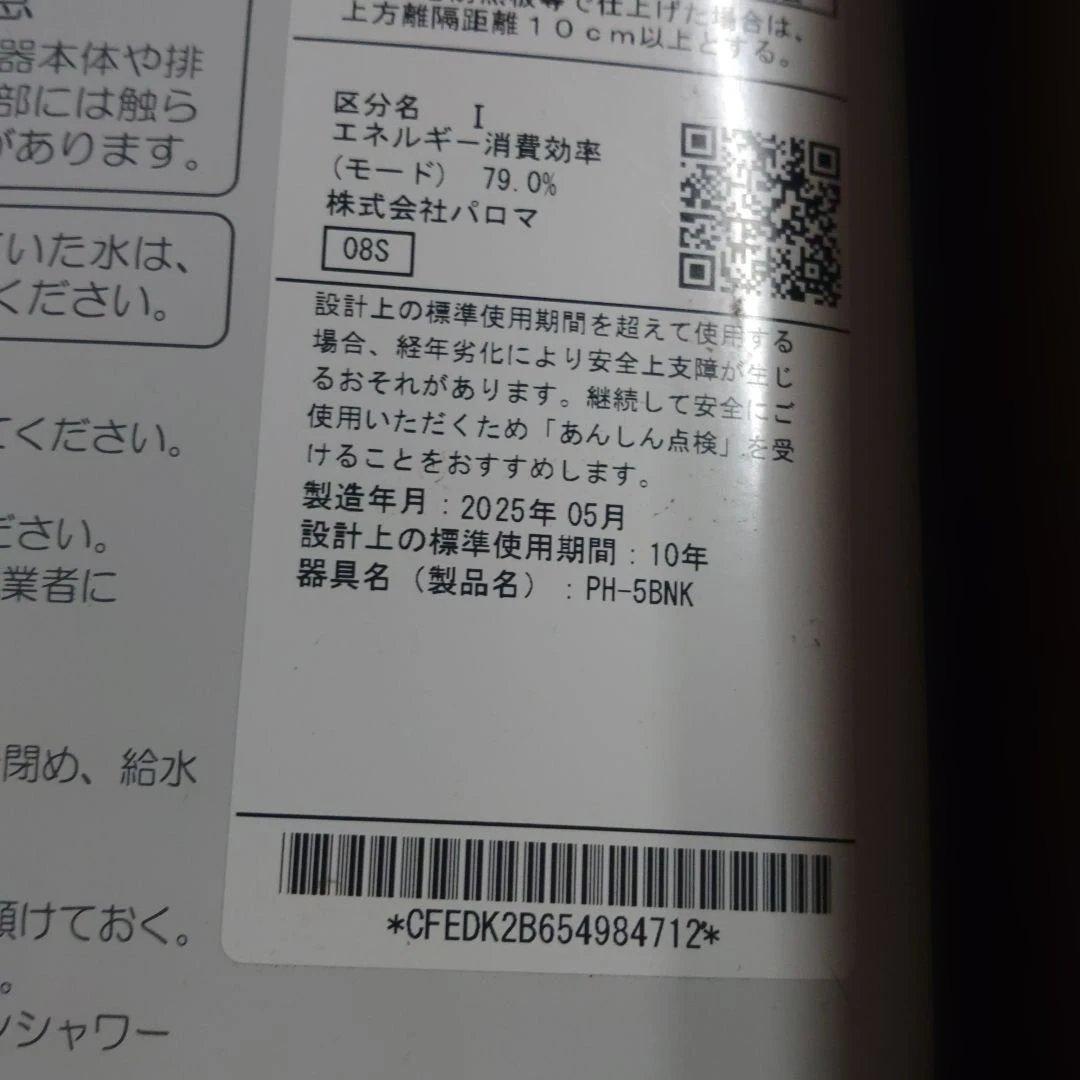 器本体や排
部には触ら
があります。
ていた水は、
ください。
てください。
ださい。
業者に
閉め、給水
傾けておく。
。
ンシャワー
上方離隔距離10cm以上とする。
区分名 I
エネルギー消費効率
(モード) 79.0%
株式会社パロマ
08S
設計上の標準使用期間を超えて使用する
場合、経年劣化により安全上支障が生じ
るおそれがあります。継続して安全にご
使用いただくため「あんしん点検」を受
けることをおすすめします。
製造年月:2025年05月
設計上の標準使用期間:10年
器具名(製品名):PH-5BNK
*CFEDK2B654984712*